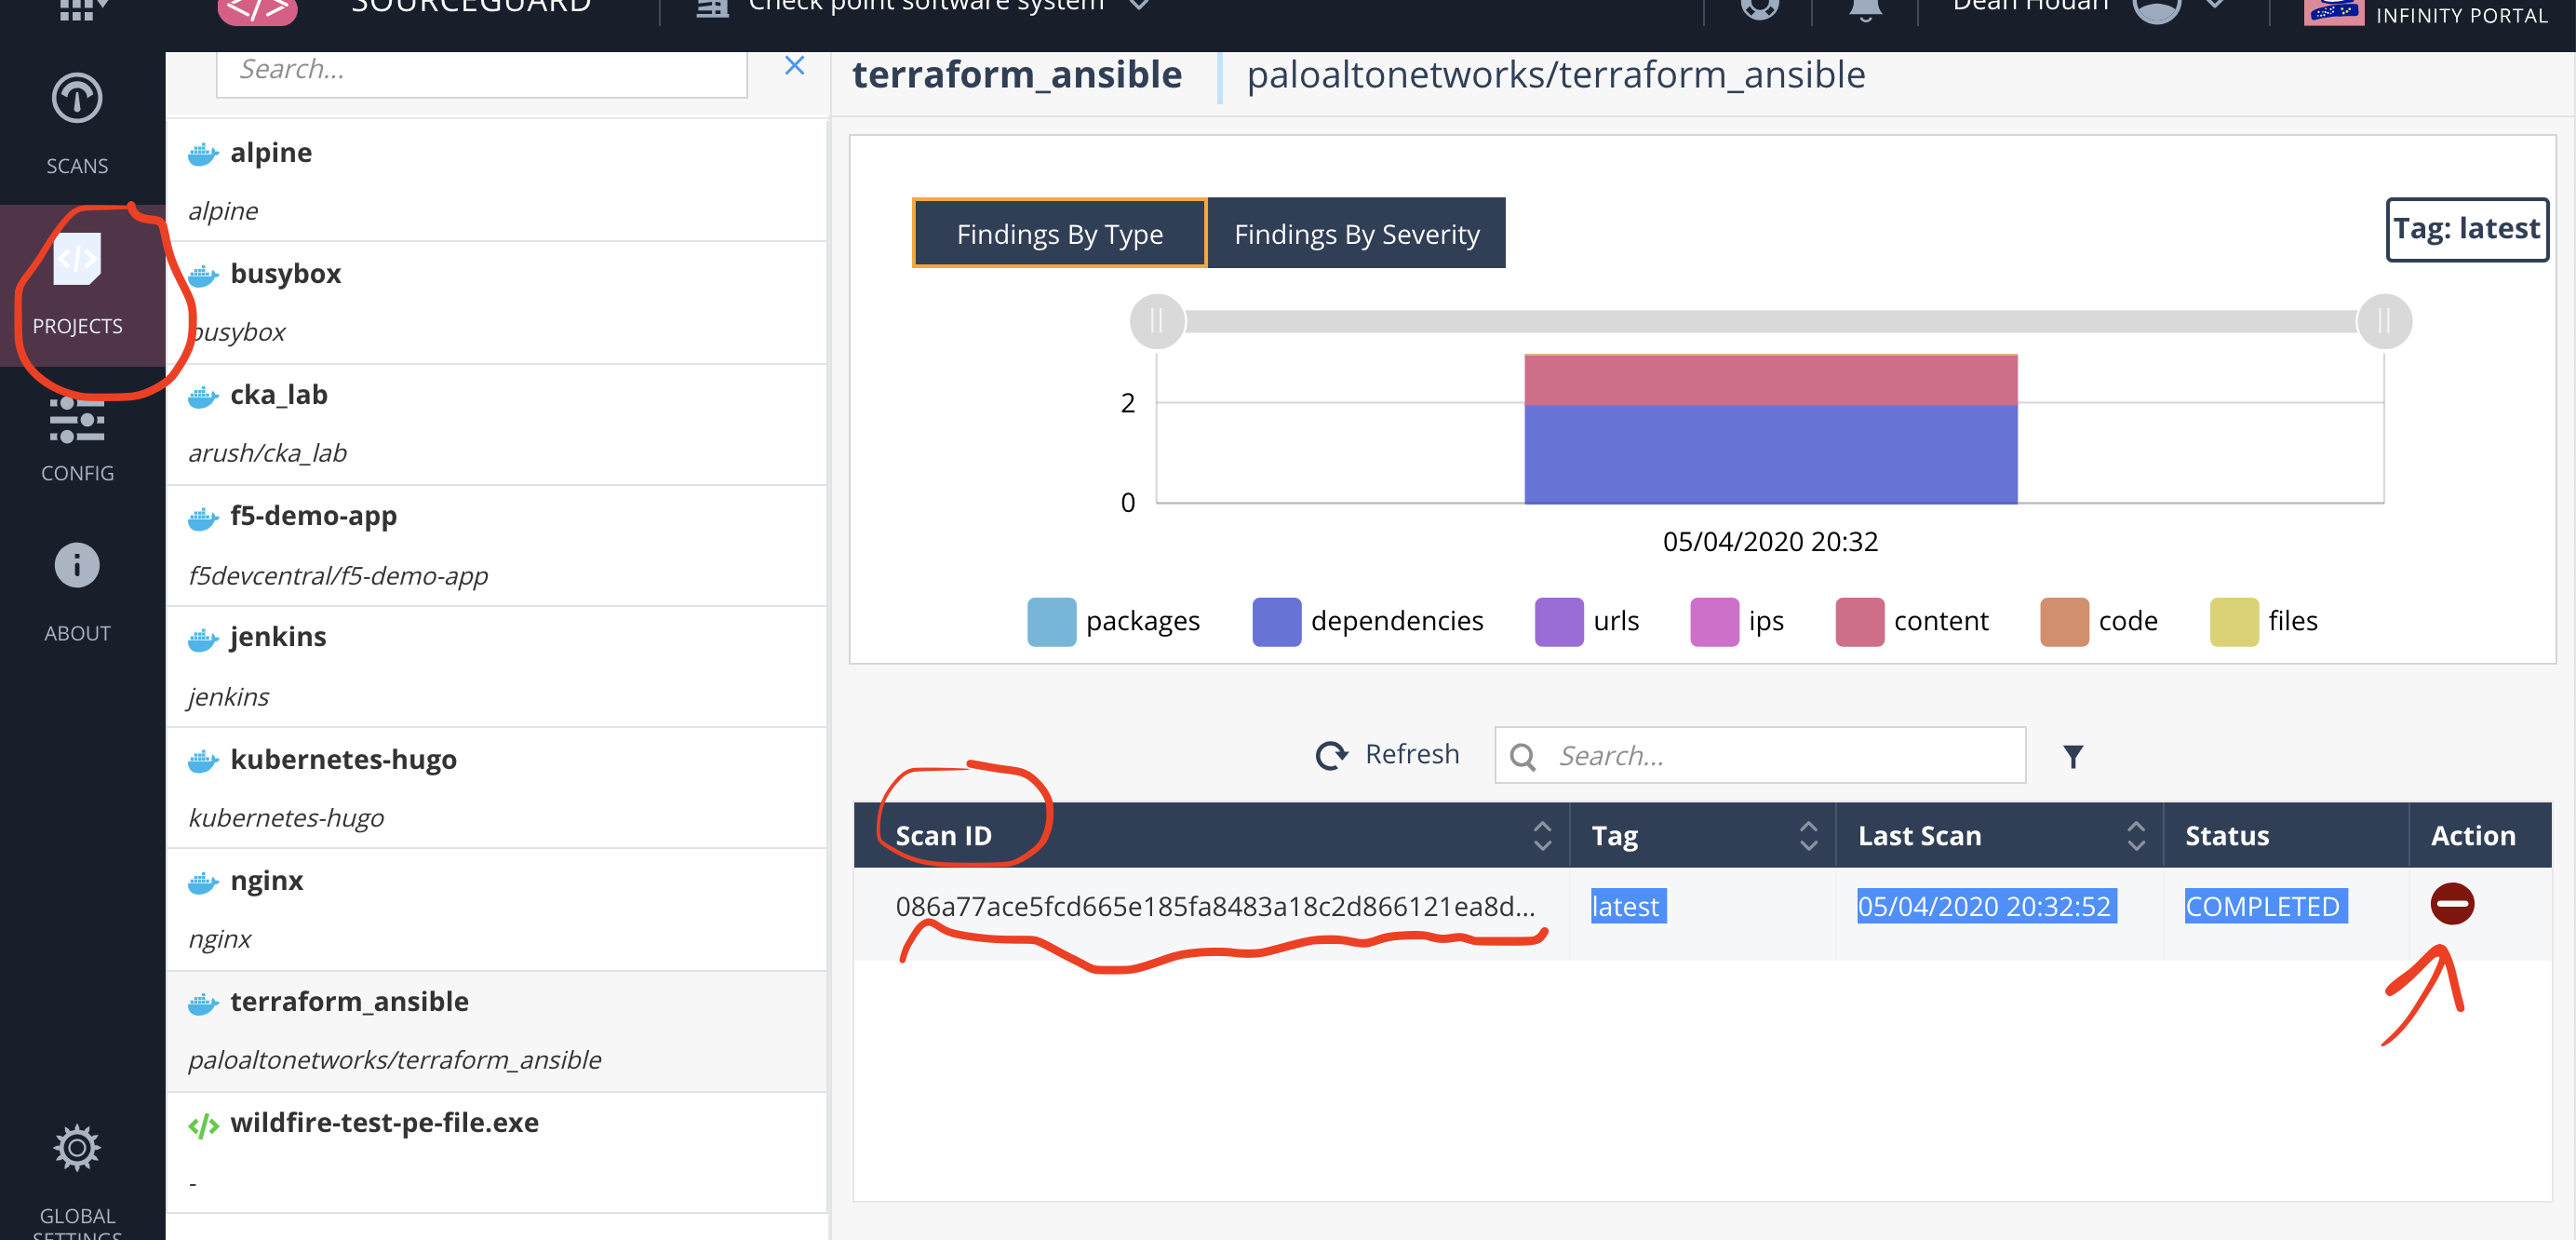 SOURCEGUARD
Check point software system
Dean Houari
INFINITY PORTAL
SCANS
PROJECTS
CONFIG
ABOUT
GLOBAL
SETTINGS
Search...
alpine
alpine
busybox
busybox
cka_lab
arush/cka_lab
f5-demo-app
f5devcentral/f5-demo-app
jenkins
jenkins
kubernetes-hugo
kubernetes-hugo
nginx
nginx
terraform_ansible
paloaltonetworks/terraform_ansible
wildfire-test-pe-file.exe
-
terraform_ansible paloaltonetworks/terraform_ansible
Findings By Type Findings By Severity
Tag: latest
2
0
05/04/2020 20:32
packages dependencies urls ips content code files
Refresh Search...
Scan ID Tag Last Scan Status Action
086a77ace5fcd665e185fa8483a18c2d866121ea8d... latest 05/04/2020 20:32:52 COMPLETED